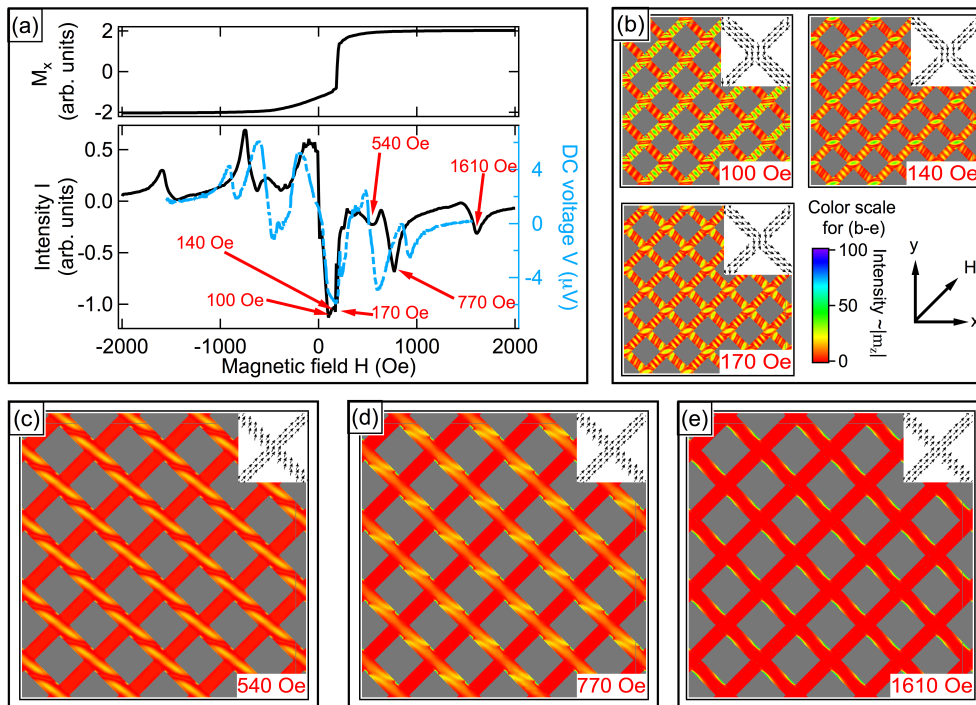 (a)
M_x
(arb. units)
2
0
-2
Intensity I
(arb. units)
0.5
0.0
-0.5
-1.0
DC voltage V (μV)
4
0
-4
540 Oe
1610 Oe
140 Oe
100 Oe
170 Oe
770 Oe
-2000 -1000 0 1000 2000
Magnetic field H (Oe)
(b)
100 Oe
140 Oe
170 Oe
Color scale
for (b-e)
100
50
0
Intensity ~|m_z|
y
H
x
(c)
540 Oe
(d)
770 Oe
(e)
1610 Oe